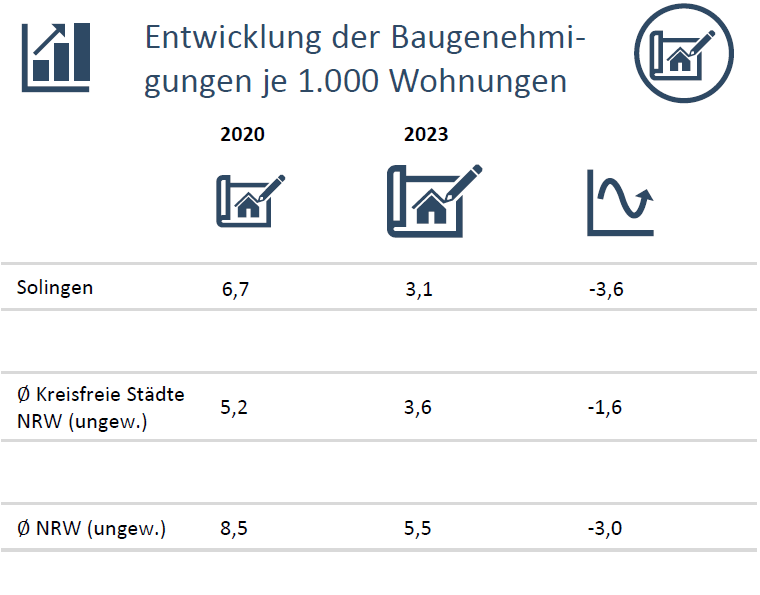 Entwicklung der Baugenehmi-
gungen je 1.000 Wohnungen
2020 2023
Solingen 6,7 3,1 -3,6
Ø Kreisfreie Städte
NRW (ungew.) 5,2 3,6 -1,6
Ø NRW (ungew.) 8,5 5,5 -3,0